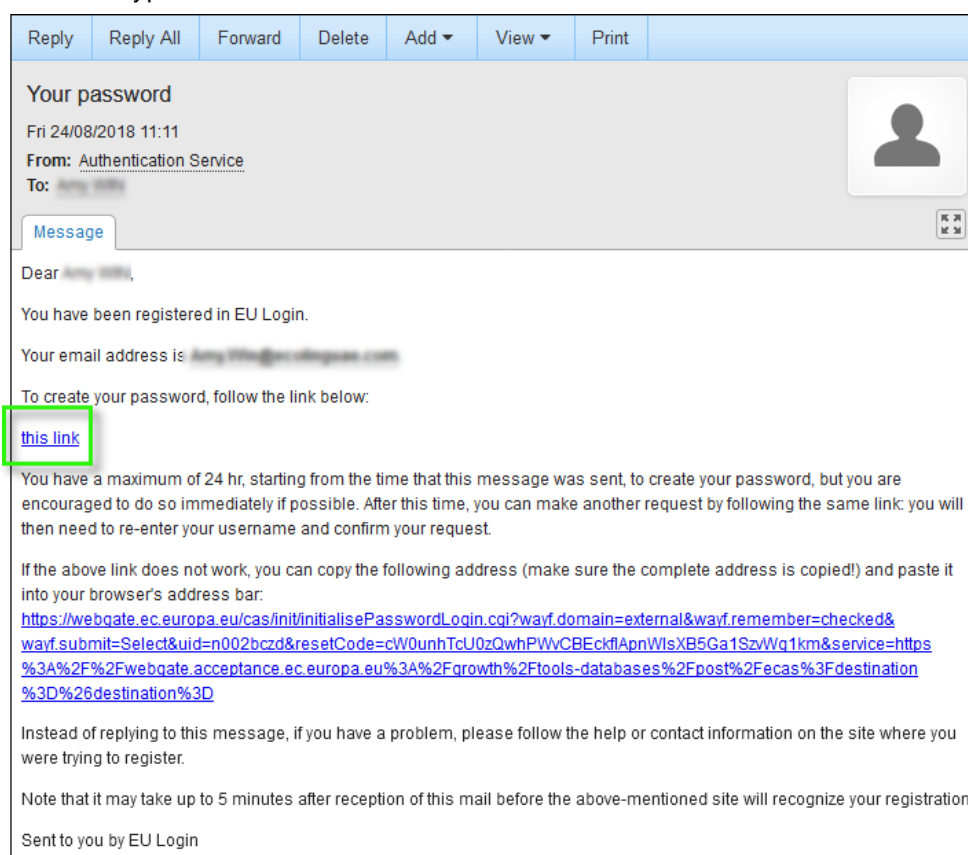 Reply Reply All Forward Delete Add View Print
Your password
Fri 24/08/2018 11:11
From: Authentication Service
To:
Message
Dear
You have been registered in EU Login.
Your email address is
To create your password, follow the link below:
this link
You have a maximum of 24 hr, starting from the time that this message was sent, to create your password, but you are
encouraged to do so immediately if possible. After this time, you can make another request by following the same link: you will
then need to re-enter your username and confirm your request.
If the above link does not work, you can copy the following address (make sure the complete address is copied!) and paste it
into your browser's address bar:
https://webgate.ec.europa.eu/cas/init/initialisePasswordLogin.cgi?wayf.domain=external&wayf.remember=checked&
wayf.submit=Select&uid=n002bczd&resetCode=cW0unhTcU0zQwhPWvCBEckflApnWIsXB5Ga1SzvWq1km&service=https
%3A%2F%2Fwebgate.acceptance.ec.europa.eu%3A%2Fgrowth%2Ftools-databases%2Fpost%2Fecas%3Fdestination
%3D%26destination%3D
Instead of replying to this message, if you have a problem, please follow the help or contact information on the site where you
were trying to register.
Note that it may take up to 5 minutes after reception of this mail before the above-mentioned site will recognize your registration
Sent to you by EU Login